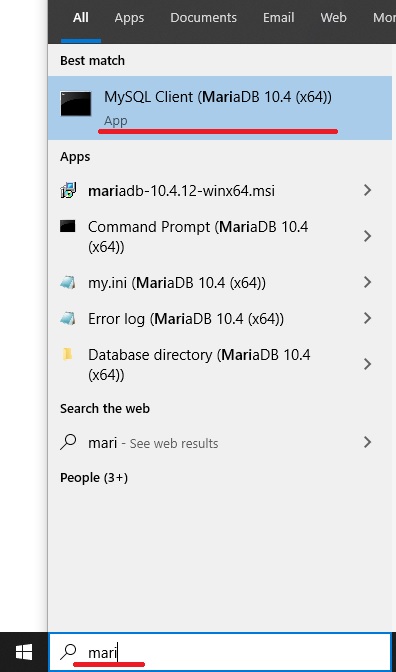 All Apps Documents Email Web Mor
Best match
MySQL Client (MariaDB 10.4 (x64))
App
Apps
mariadb-10.4.12-winx64.msi
Command Prompt (MariaDB 10.4
(x64))
my.ini (MariaDB 10.4 (x64))
Error log (MariaDB 10.4 (x64))
Database directory (MariaDB 10.4
(x64))
Search the web
mari - See web results
People (3+)
mari